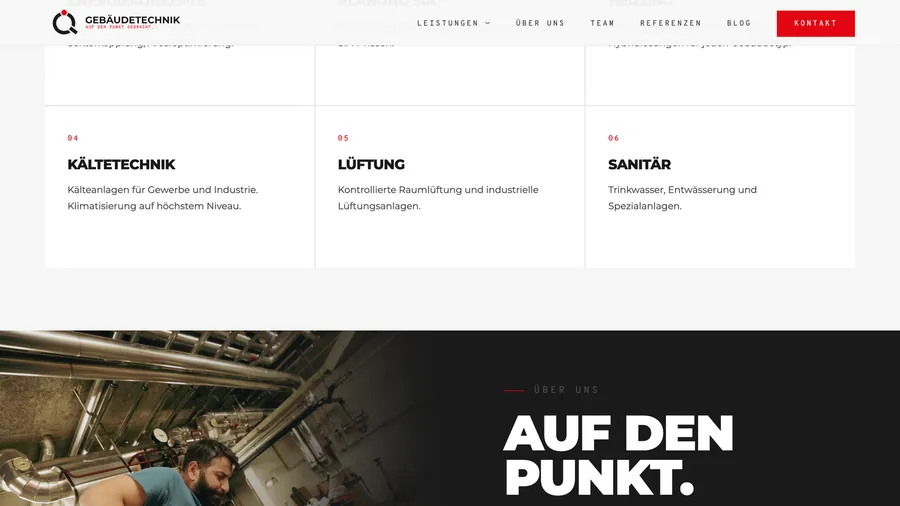 GEBÄUDETECHNIK
AUF DEN PUNKT GEBRACHT.
LEISTUNGEN
ÜBER UNS
TEAM
REFERENZEN
BLOG
KONTAKT
04
KÄLTETECHNIK
Kälteanlagen für Gewerbe und Industrie.
Klimatisierung auf höchstem Niveau.
05
LÜFTUNG
Kontrollierte Raumlüftung und industrielle
Lüftungsanlagen.
06
SANITÄR
Trinkwasser, Entwässerung und
Spezialanlagen.
ÜBER UNS
AUF DEN
PUNKT.